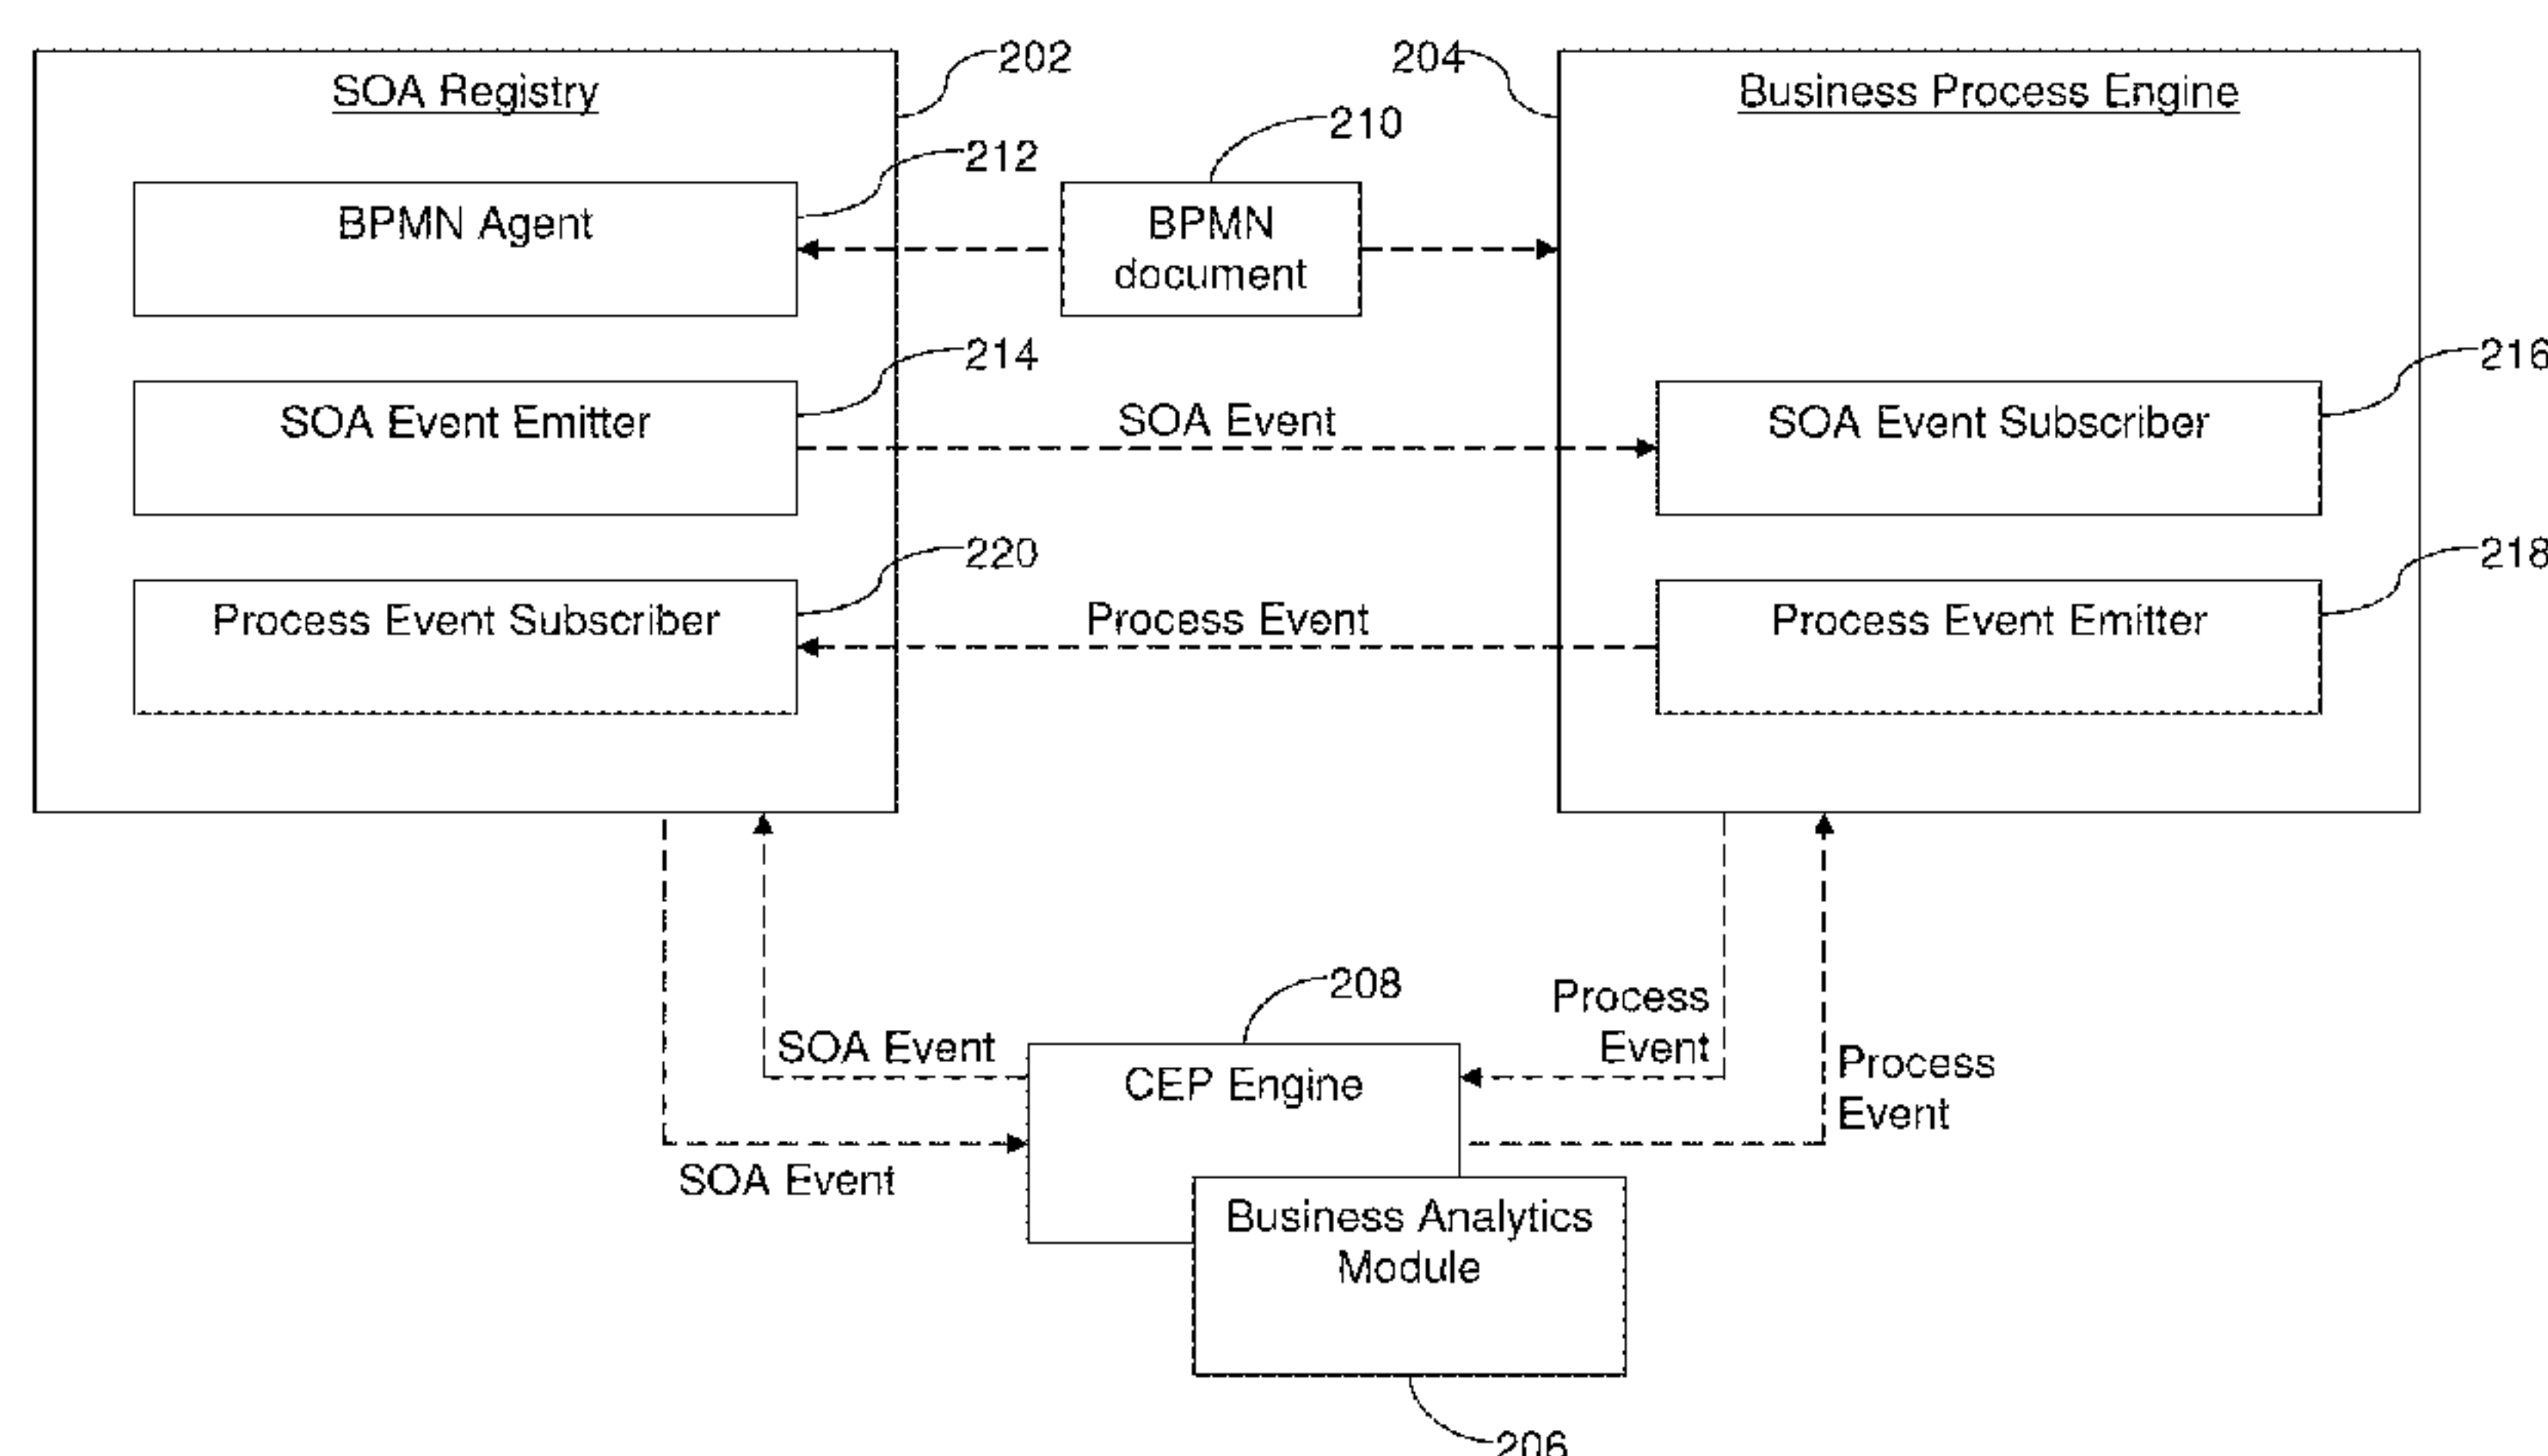 SOA Registry
202
204
Business Process Engine
210
212
BPMN Agent
BPMN
document
214
216
SOA Event Emitter
SOA Event
SOA Event Subscriber
220
218
Process Event Subscriber
Process Event
Process Event Emitter
208
Process
Event
SOA Event
CEP Engine
Process
Event
SOA Event
Business Analytics
Module
206